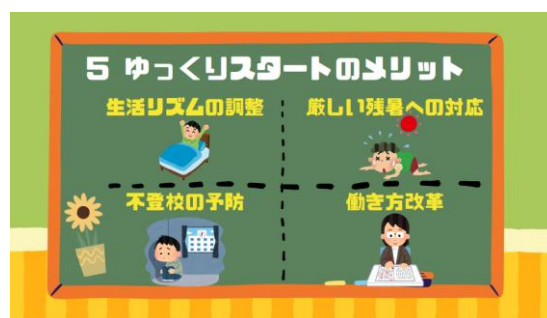 5 ゆっくりスタートのメリット
生活リズムの調整
厳しい残暑への対応
不登校の予防
働き方改革